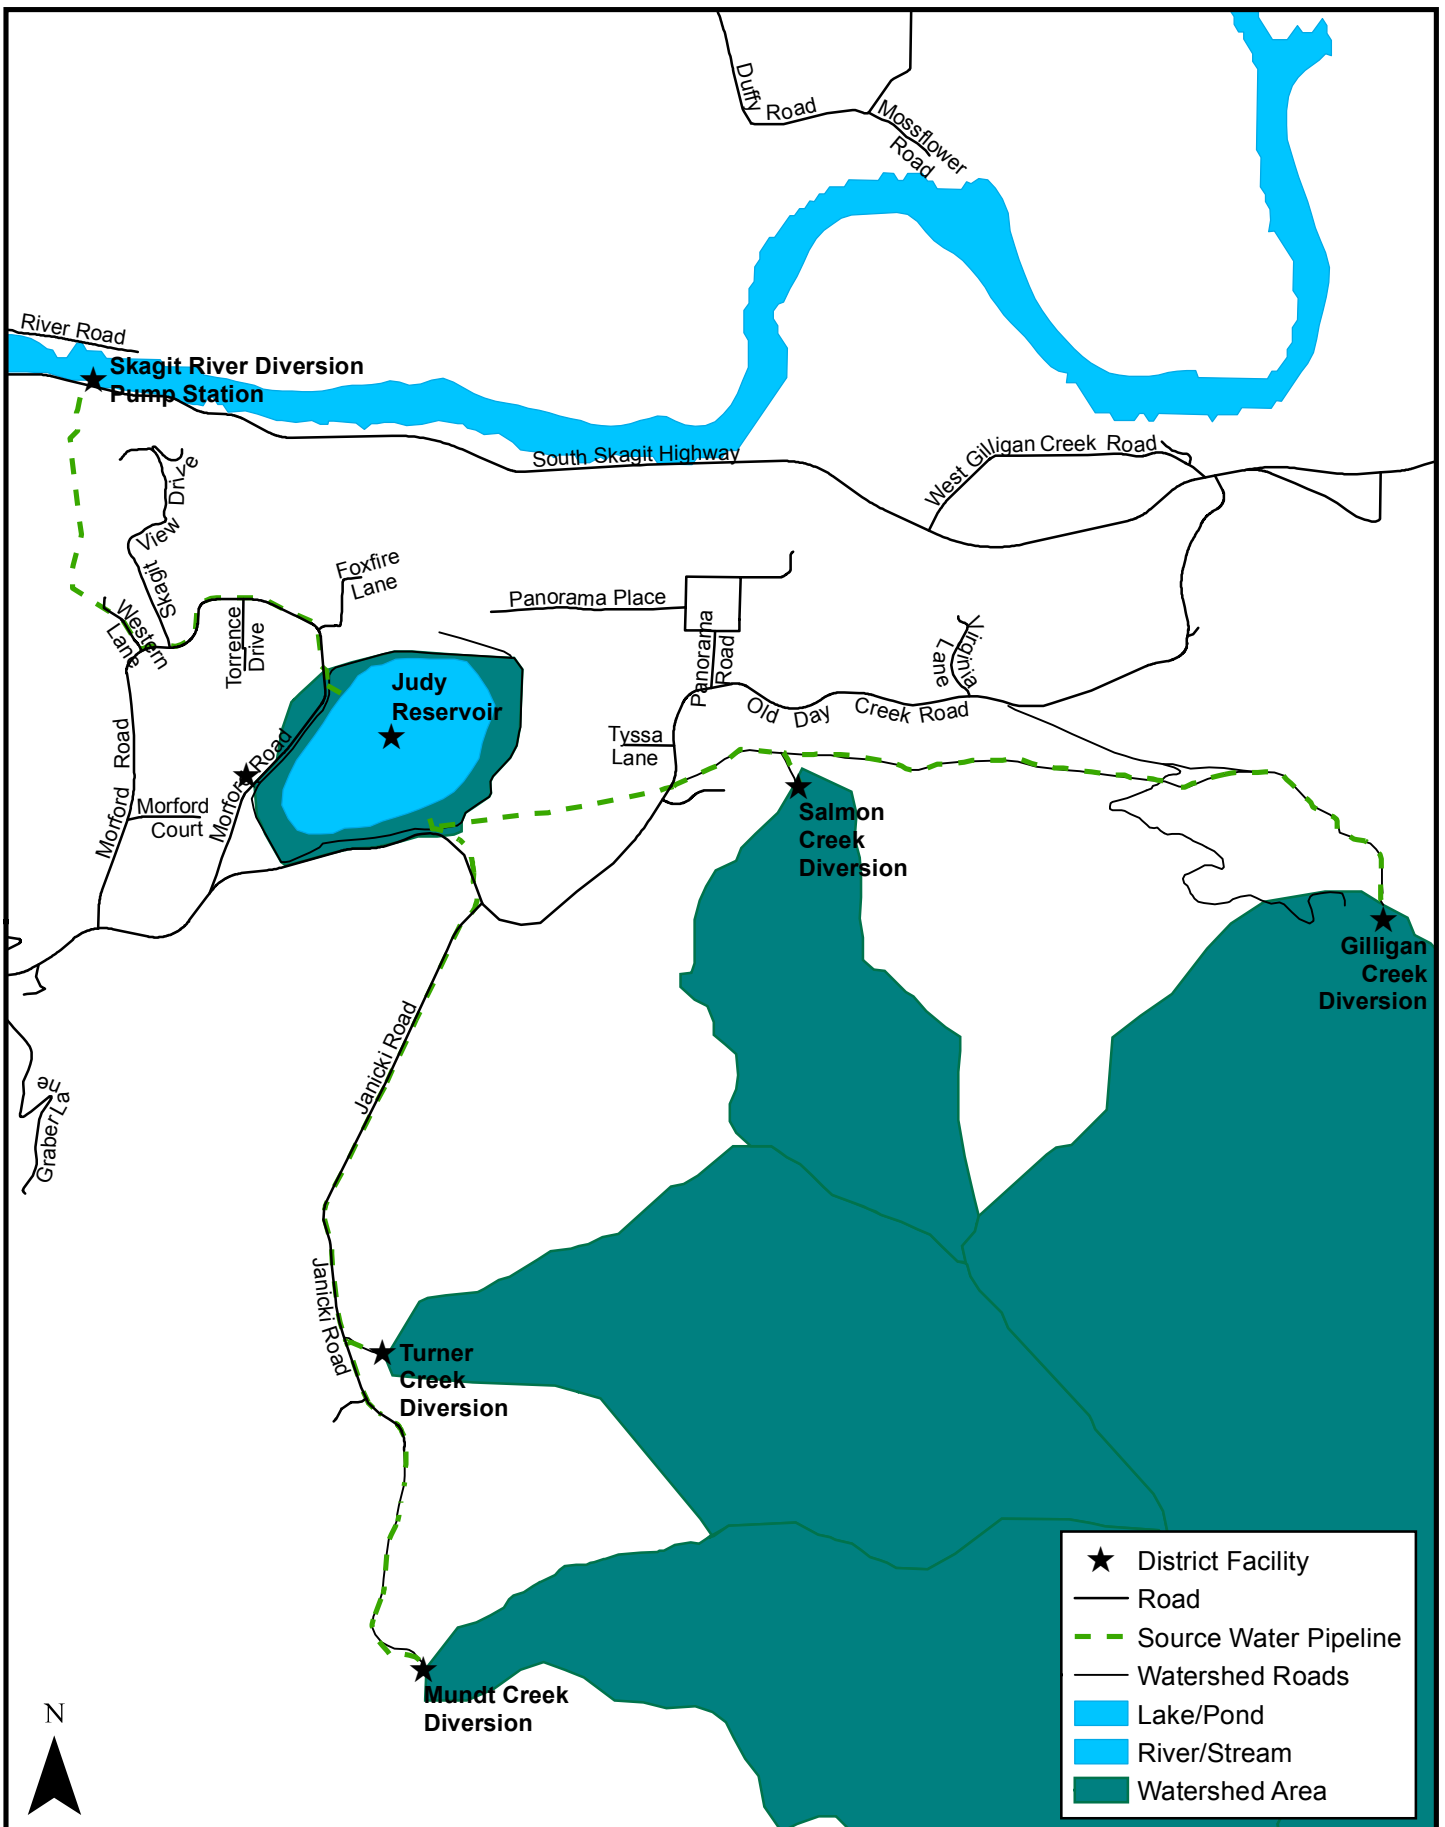 Duffy
Road
Mossflower
Road
River Road
Skagit River Diversion
Pump Station
South Skagit Highway
West Gilligan Creek Road
Skagit
View
Drive
Foxfire
Lane
Western
Lane
Torrence
Drive
Panorama Place
Panorama
Road
Virginia
Lane
Judy
Reservoir
Old Day Creek Road
Tyssa
Lane
Morford Road
Morford Road
Morford
Court
Morford Road
Salmon
Creek
Diversion
Gilligan
Creek
Diversion
Janicki Road
Graber Lane
Janicki Road
Turner
Creek
Diversion
Mundt Creek
Diversion
N
District Facility
Road
Source Water Pipeline
Watershed Roads
Lake/Pond
River/Stream
Watershed Area